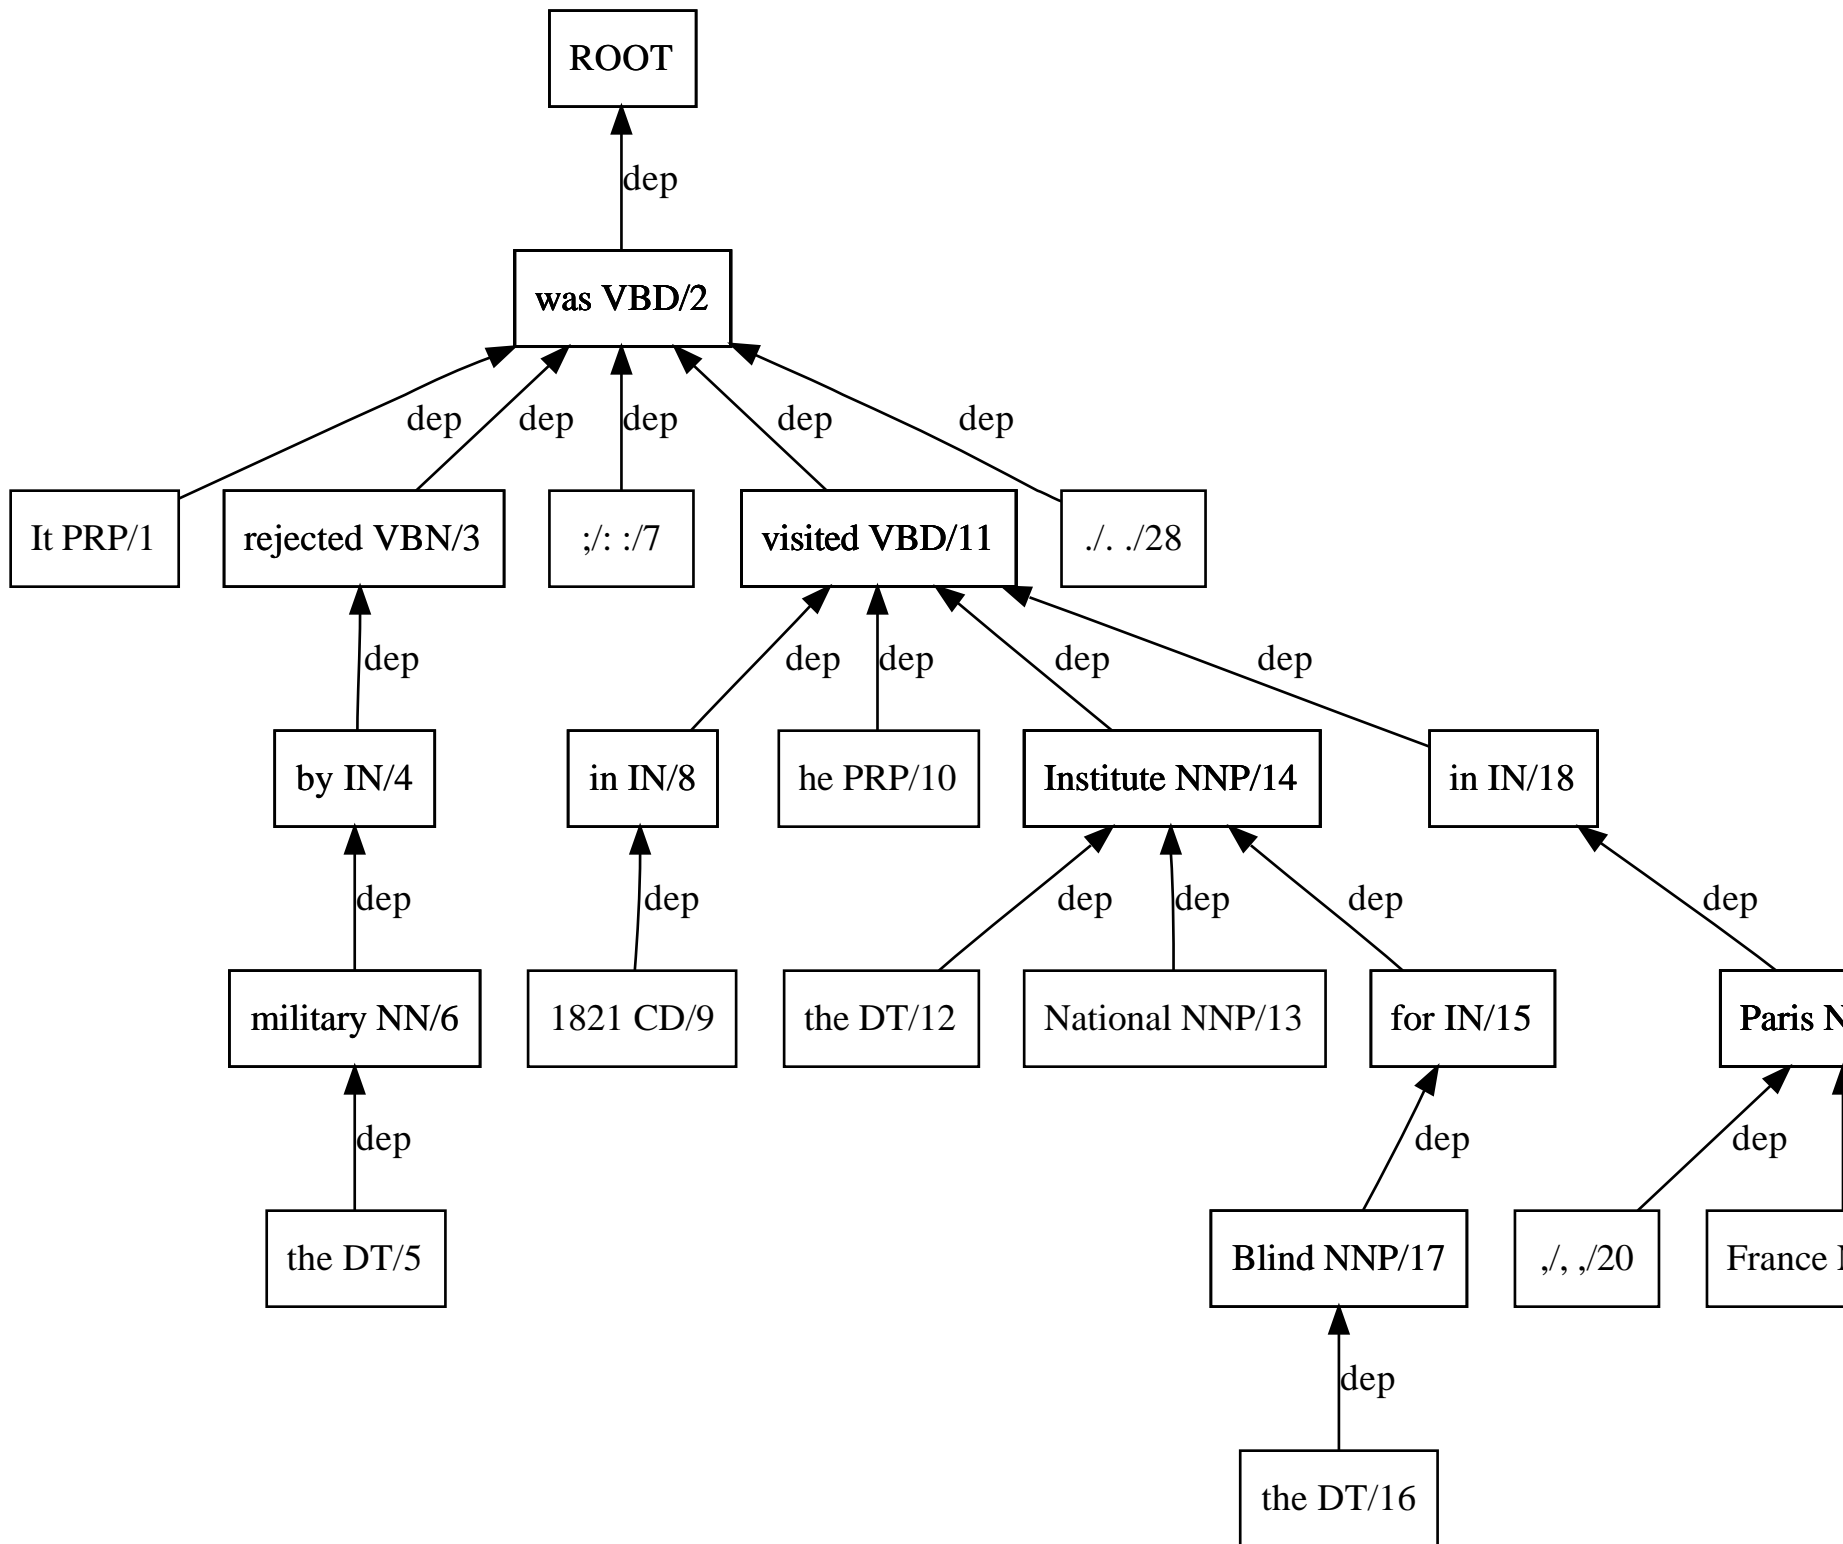 ROOT
dep
was VBD/2
dep dep dep dep dep
It PRP/1 rejected VBN/3 ;/: :/7 visited VBD/11 ./. ./28
dep dep dep dep dep
by IN/4 in IN/8 he PRP/10 Institute NNP/14 in IN/18
dep dep dep dep dep dep
military NN/6 1821 CD/9 the DT/12 National NNP/13 for IN/15 Paris N
dep dep dep
the DT/5 Blind NNP/17 ,/, ,/20 France
dep
the DT/16